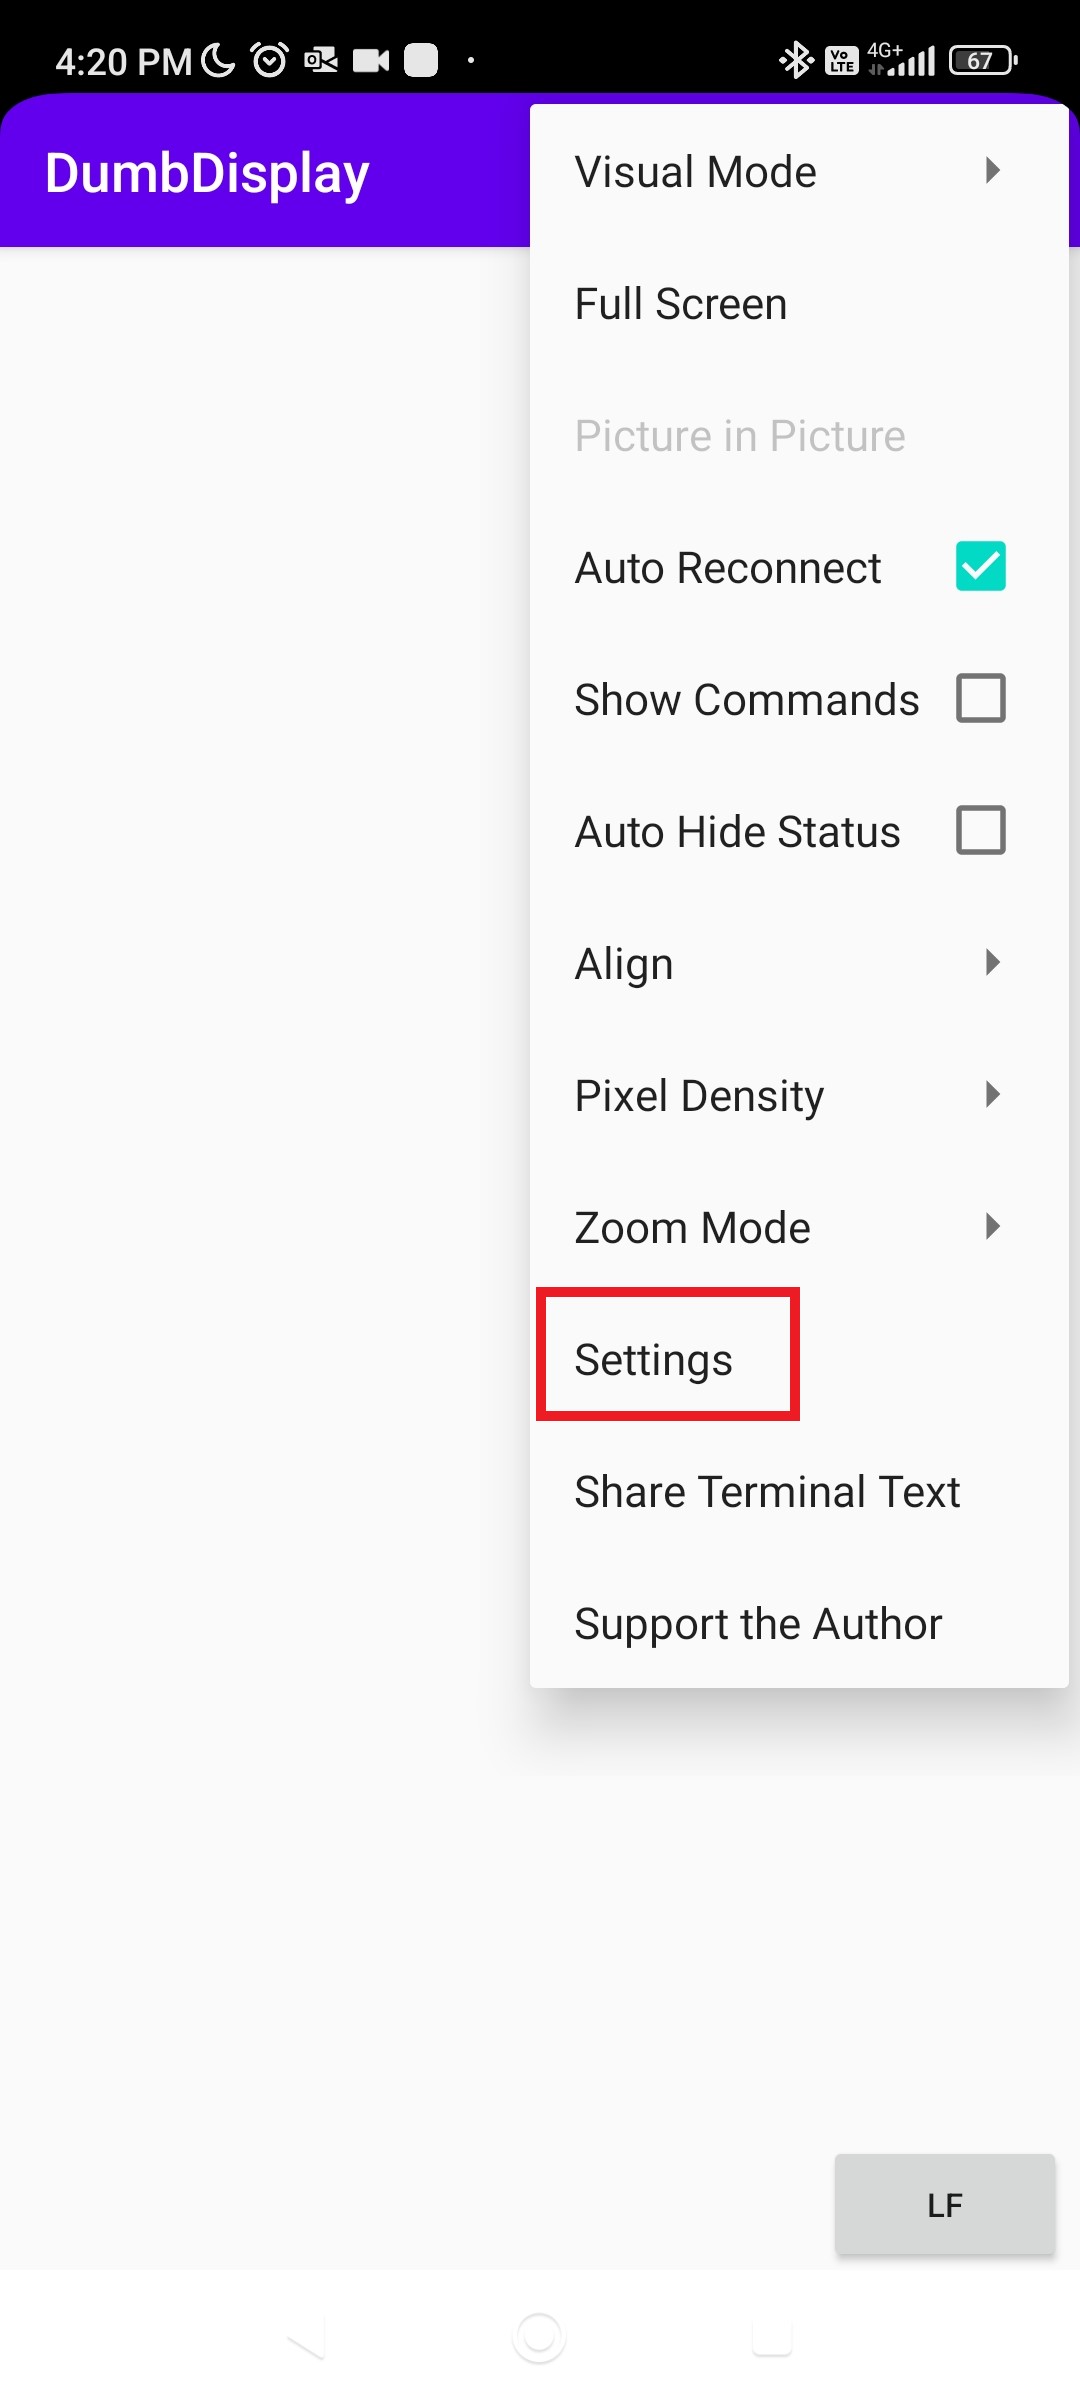 4:20 PM
Vo LTE
4G+
67
DumbDisplay
Visual Mode
Full Screen
Picture in Picture
Auto Reconnect
Show Commands
Auto Hide Status
Align
Pixel Density
Zoom Mode
Settings
Share Terminal Text
Support the Author
LF